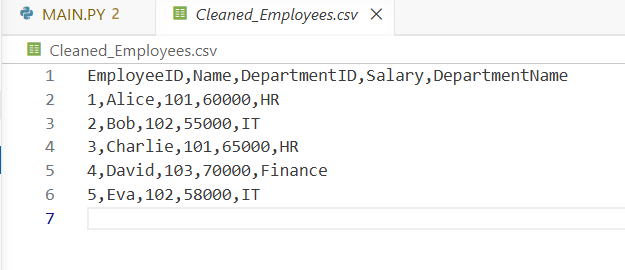 MAIN.PY 2 Cleaned_Employees.csv
Cleaned_Employees.csv
1 EmployeeID,Name,DepartmentID,Salary,DepartmentName
2 1,Alice,101,60000,HR
3 2,Bob,102,55000,IT
4 3,Charlie,101,65000,HR
5 4,David,103,70000,Finance
6 5,Eva,102,58000,IT
7